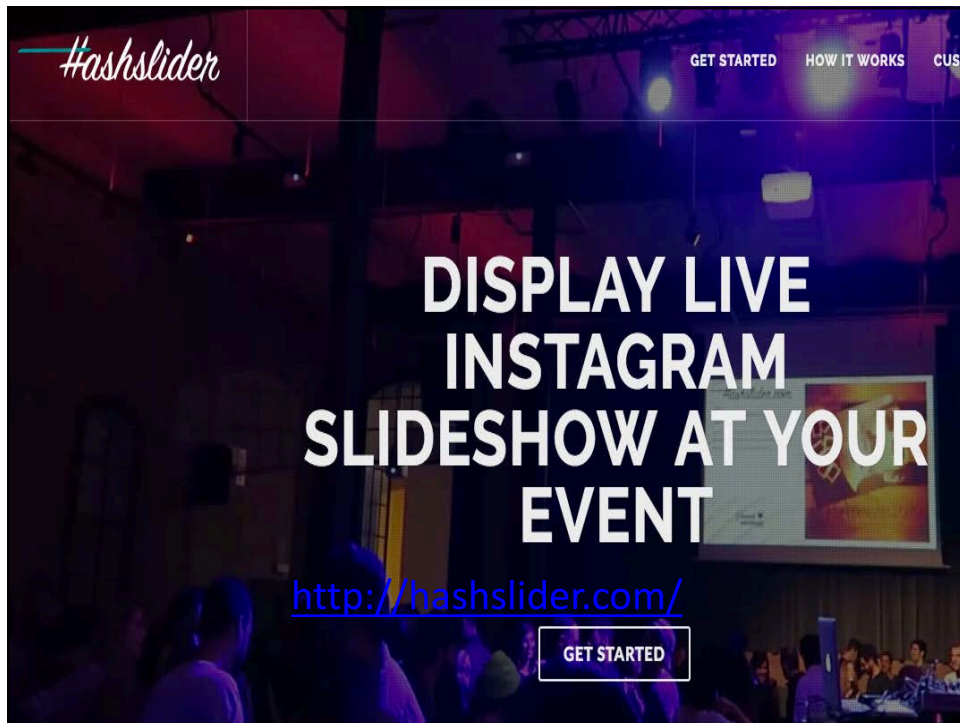 Hashslider
GET STARTED HOW IT WORKS CUS
DISPLAY LIVE
INSTAGRAM
SLIDESHOW AT YOUR
EVENT
http://hashslider.com/
GET STARTED